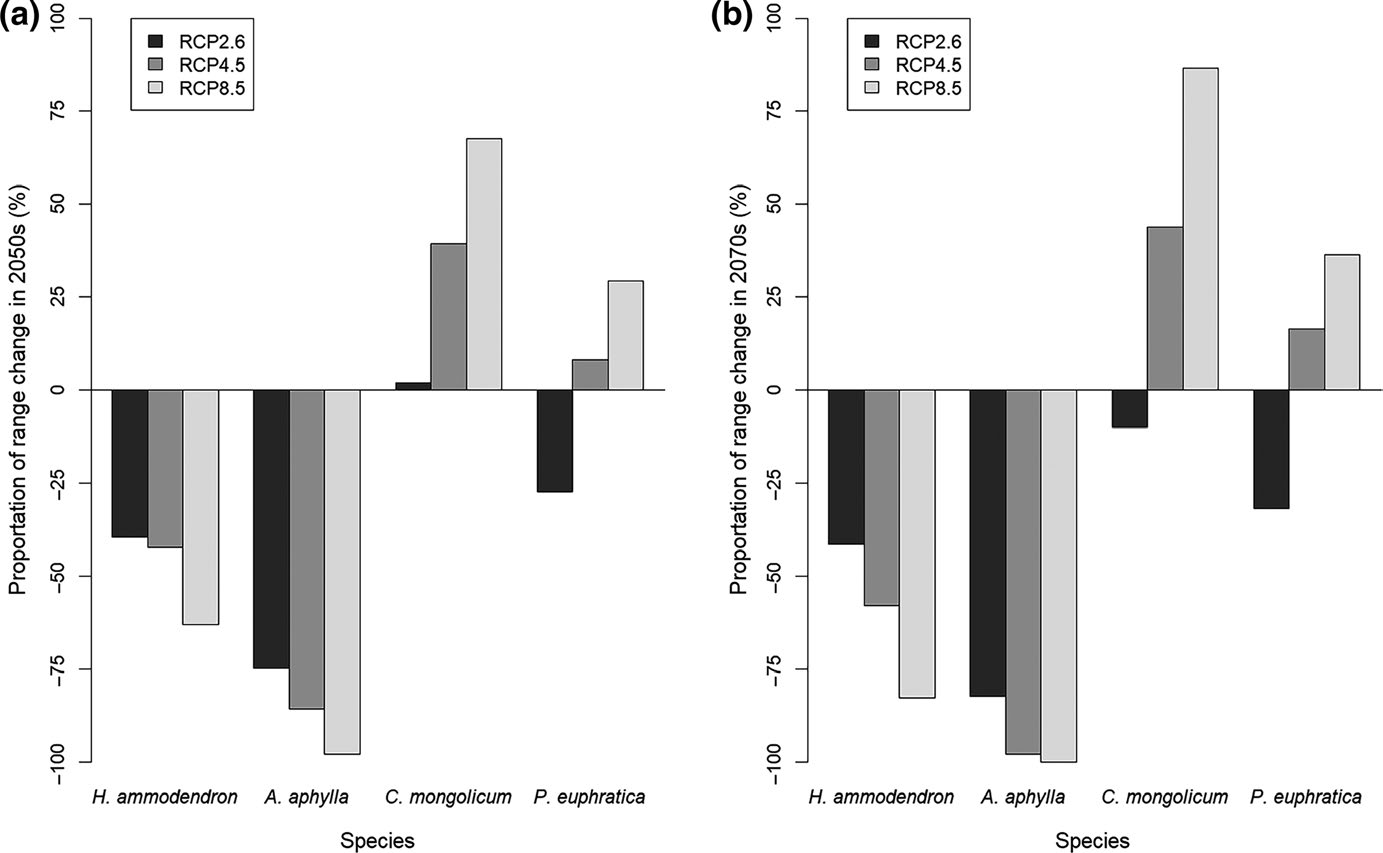 (a)
RCP2.6
RCP4.5
RCP8.5
Proportation of range change in 2050s (%)
100
75
50
25
0
−25
−50
−75
−100
H. ammodendron A. aphylla C. mongolicum P. euphratica
Species
(b)
RCP2.6
RCP4.5
RCP8.5
Proportation of range change in 2070s (%)
100
75
50
25
0
−25
−50
−75
−100
H. ammodendron A. aphylla C. mongolicum P. euphratica
Species